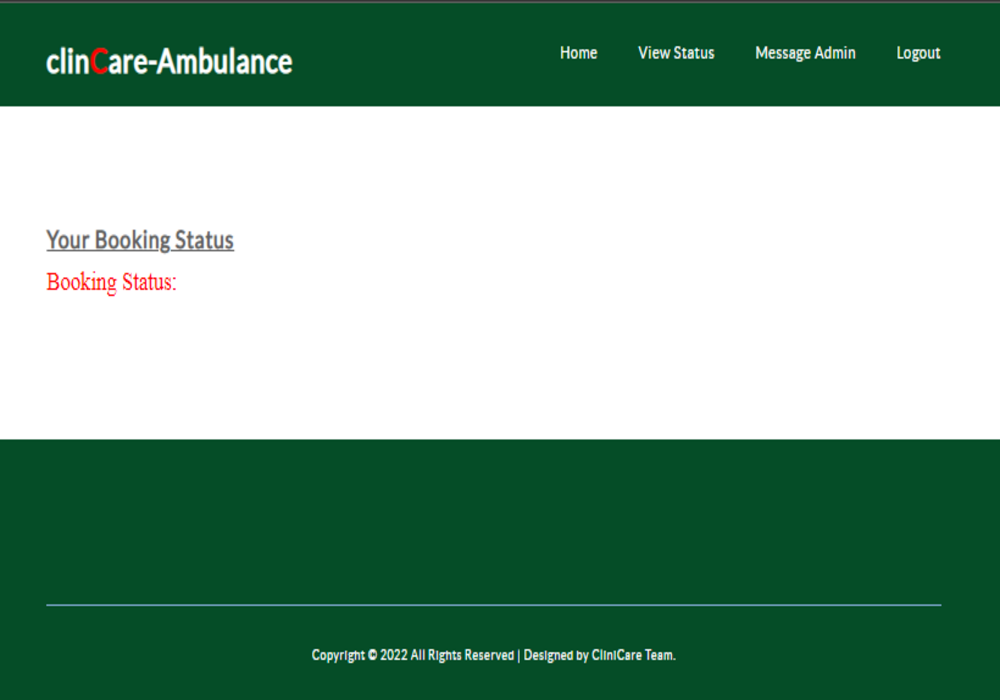 clinCare-Ambulance
Home View Status Message Admin Logout
Your Booking Status
Booking Status:
Copyright © 2022 All Rights Reserved | Designed by CliniCare Team.